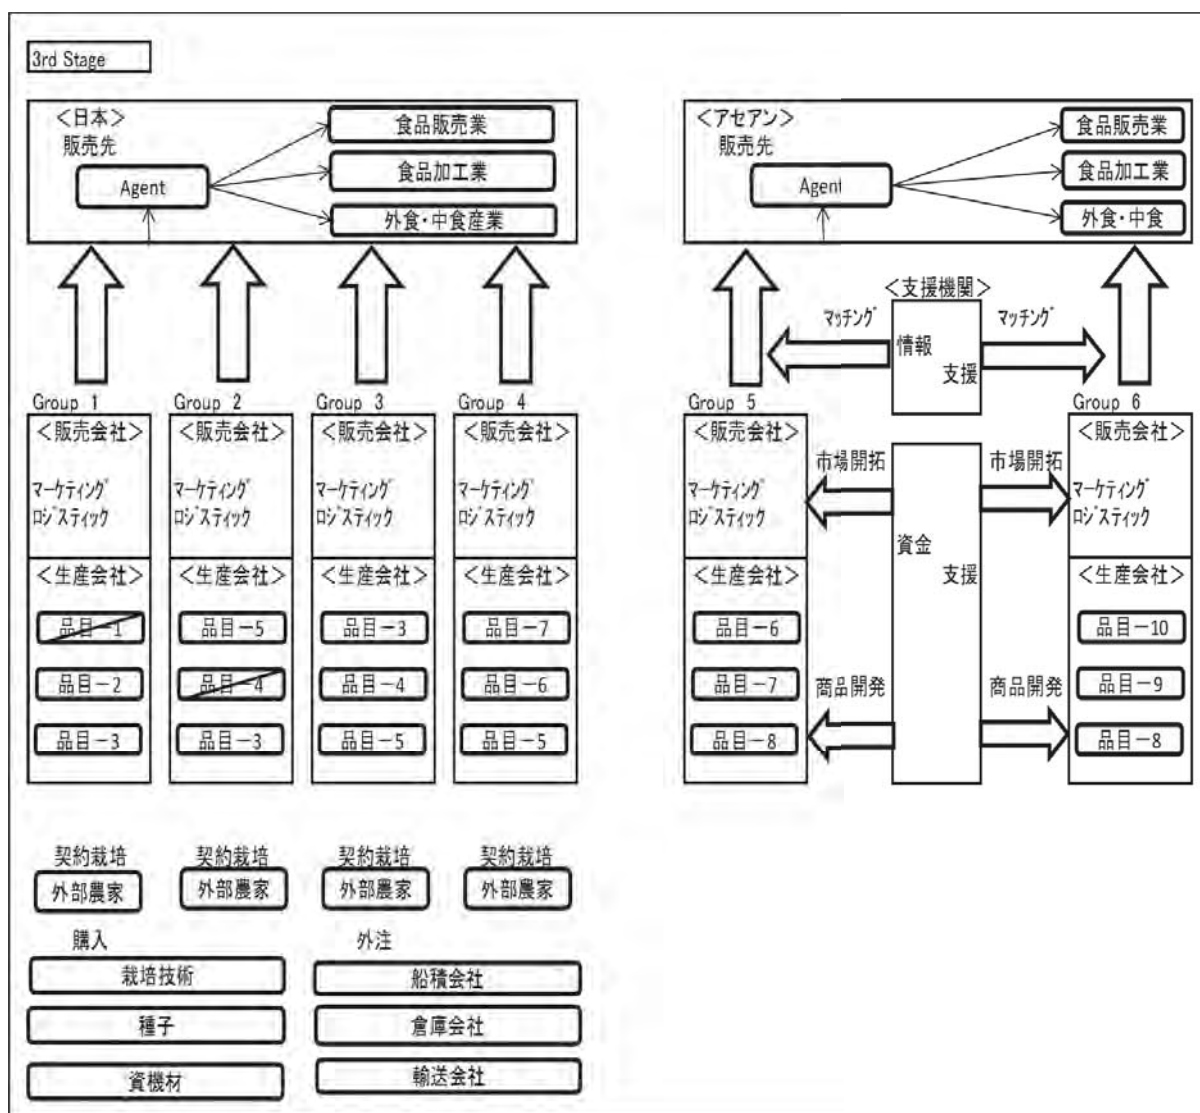 3rd Stage
＜日本＞
販売先
Agent
食品販売業
食品加工業
外食・中食産業
＜アセアン＞
販売先
Agent
食品販売業
食品加工業
外食・中食
＜支援機関＞
マッチング
マッチング
情報
支援
Group 1
＜販売会社＞
マーケティング
ロジスティック
＜生産会社＞
品目－1
品目－2
品目－3
Group 2
＜販売会社＞
マーケティング
ロジスティック
＜生産会社＞
品目－5
品目－4
品目－3
Group 3
＜販売会社＞
マーケティング
ロジスティック
＜生産会社＞
品目－3
品目－4
品目－5
Group 4
＜販売会社＞
マーケティング
ロジスティック
＜生産会社＞
品目－7
品目－6
品目－5
Group 5
＜販売会社＞
マーケティング
ロジスティック
＜生産会社＞
品目－6
品目－7
品目－8
市場開拓
市場開拓
資金
支援
商品開発
商品開発
Group 6
＜販売会社＞
マーケティング
ロジスティック
＜生産会社＞
品目－10
品目－9
品目－8
契約栽培
外部農家
契約栽培
外部農家
契約栽培
外部農家
契約栽培
外部農家
購入
栽培技術
種子
資機材
外注
船積会社
倉庫会社
輸送会社